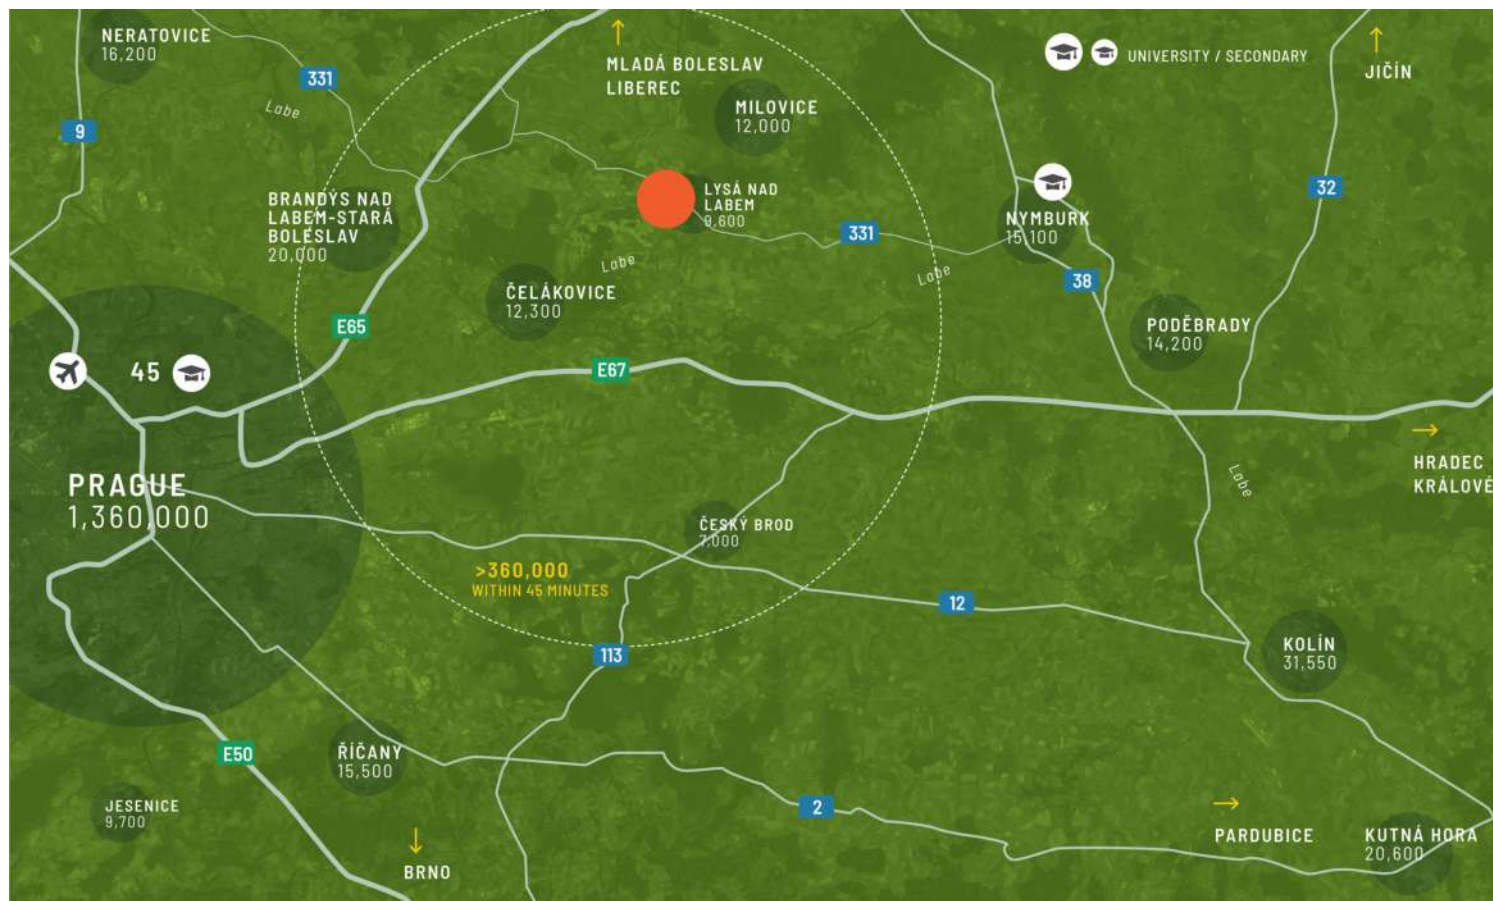 NERATOVICE
16,200
331
Labe
9
MLADÁ BOLESLAV
LIBEREC
MILOVICE
12,000
UNIVERSITY / SECONDARY
JIČÍN
32
BRANDÝS NAD
LABEM-STARÁ
BOLESLAV
20,000
LYSÁ NAD
LABEM
9,600
331
Labe
Labe
NYMBURK
15,100
38
ČELÁKOVICE
12,300
E65
PODĚBRADY
14,200
45
E67
HRADEC
KRÁLOVÉ
Labe
PRAGUE
1,360,000
ČESKÝ BROD
7,000
>360,000
WITHIN 45 MINUTES
12
113
KOLÍN
31,550
E50
ŘÍČANY
15,500
JESENICE
9,700
2
BRNO
PARDUBICE
KUTNÁ HORA
20,600